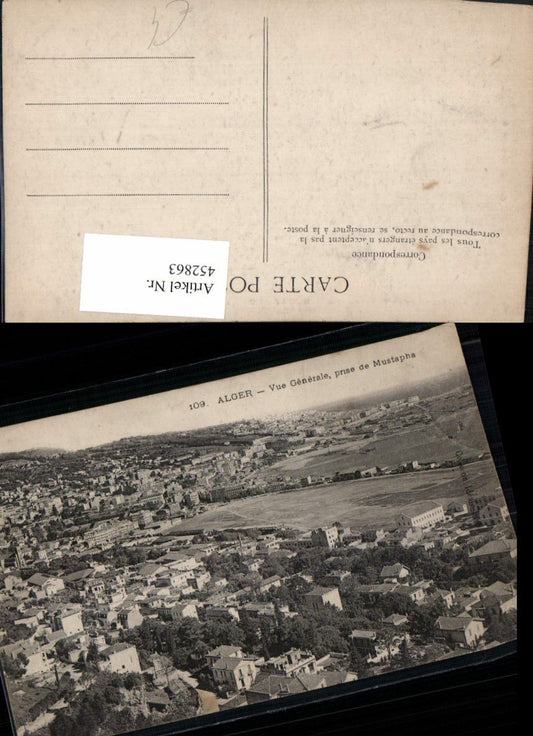 CARTE PO
Correspondance
Tous les pays étrangers n'acceptent pas la
correspondance au recto, se renseigner à la poste.
Artikel Nr.
452863
109. ALGER — Vue Générale, prise de Mustapha